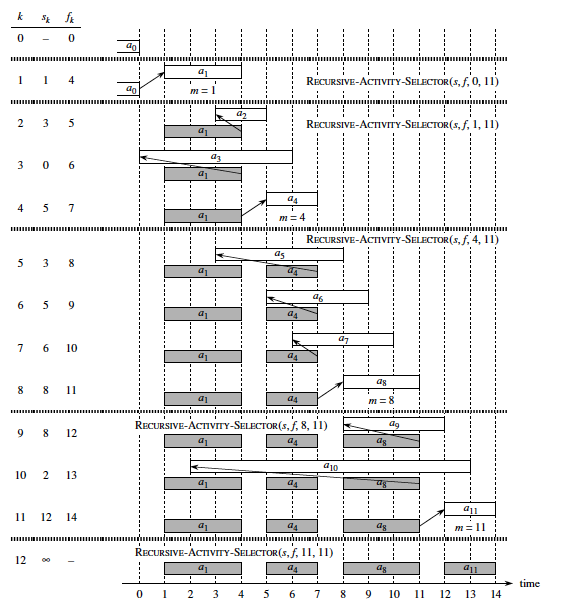 k s_k f_k
0 – 0
a_0
1 1 4
a_1
RECURSIVE-ACTIVITY-SELECTOR(s, f, 0, 11)
a_0
m = 1
2 3 5
a_2
RECURSIVE-ACTIVITY-SELECTOR(s, f, 1, 11)
a_1
3 0 6
a_3
a_1
4 5 7
a_4
a_1
m = 4
RECURSIVE-ACTIVITY-SELECTOR(s, f, 4, 11)
5 3 8
a_5
a_1 a_4
6 5 9
a_6
a_1 a_4
7 6 10
a_7
a_1 a_4
8 8 11
a_8
a_1 a_4
m = 8
9 8 12
RECURSIVE-ACTIVITY-SELECTOR(s, f, 8, 11)
a_9
a_1 a_4 a_8
10 2 13
a_10
a_1 a_4 a_8
11 12 14
a_11
a_1 a_4 a_8
m = 11
12 ∞ –
RECURSIVE-ACTIVITY-SELECTOR(s, f, 11, 11)
a_1 a_4 a_8 a_11
time
0 1 2 3 4 5 6 7 8 9 10 11 12 13 14